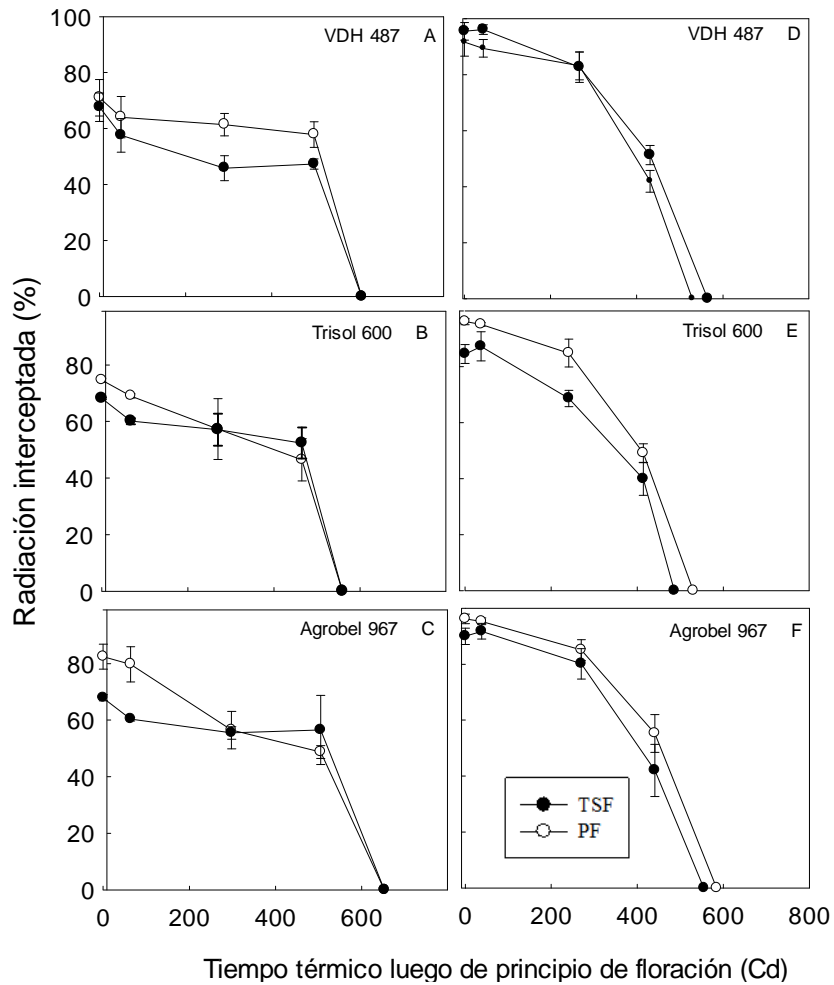 VDH 487 A
100
80
60
40
20
0
VDH 487 D
Trisol 600 B
80
60
40
20
0
Trisol 600 E
Agrobel 967 C
80
60
40
20
0
Agrobel 967 F
TSF
PF
0 200 400 600
0 200 400 600 800
Radiación interceptada (%)
Tiempo térmico luego de principio de floración (Cd)